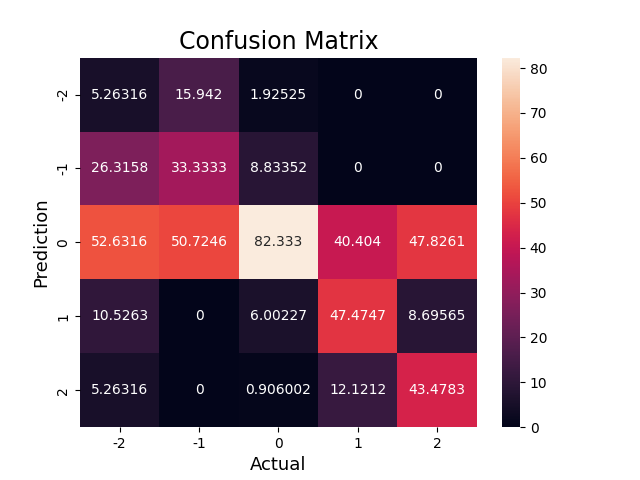 Confusion Matrix
Prediction
-2 5.26316 15.942 1.92525 0 0
-1 26.3158 33.3333 8.83352 0 0
0 52.6316 50.7246 82.333 40.404 47.8261
1 10.5263 0 6.00227 47.4747 8.69565
2 5.26316 0 0.906002 12.1212 43.4783
-2 -1 0 1 2
Actual
80
70
60
50
40
30
20
10
0